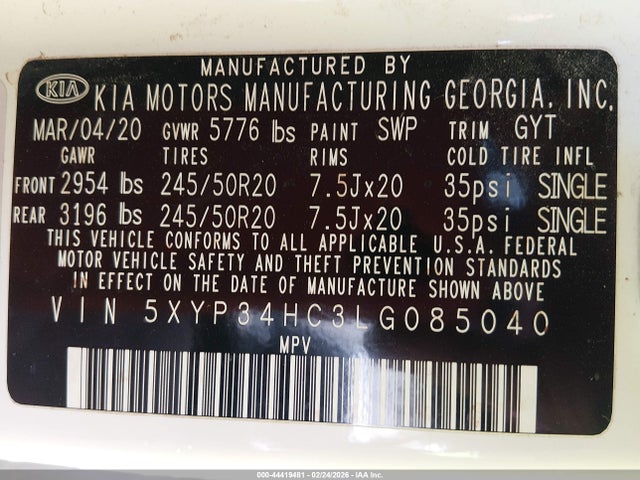 MANUFACTURED BY
KIA KIA MOTORS MANUFACTURING GEORGIA, INC.
MAR/04/20 GVWR 5776 lbs PAINT SWP TRIM GYT
GAWR TIRES RIMS COLD TIRE INFL
FRONT 2954 lbs 245/50R20 7.5Jx20 35psi SINGLE
REAR 3196 lbs 245/50R20 7.5Jx20 35psi SINGLE
THIS VEHICLE CONFORMS TO ALL APPLICABLE U.S.A. FEDERAL
MOTOR VEHICLE SAFETY AND THEFT PREVENTION STANDARDS
IN EFFECT ON THE DATE OF MANUFACTURE SHOWN ABOVE
VIN 5XYP34HC3LG085040
MPV
000-44419481 - 02/24/2026 - IAA Inc.